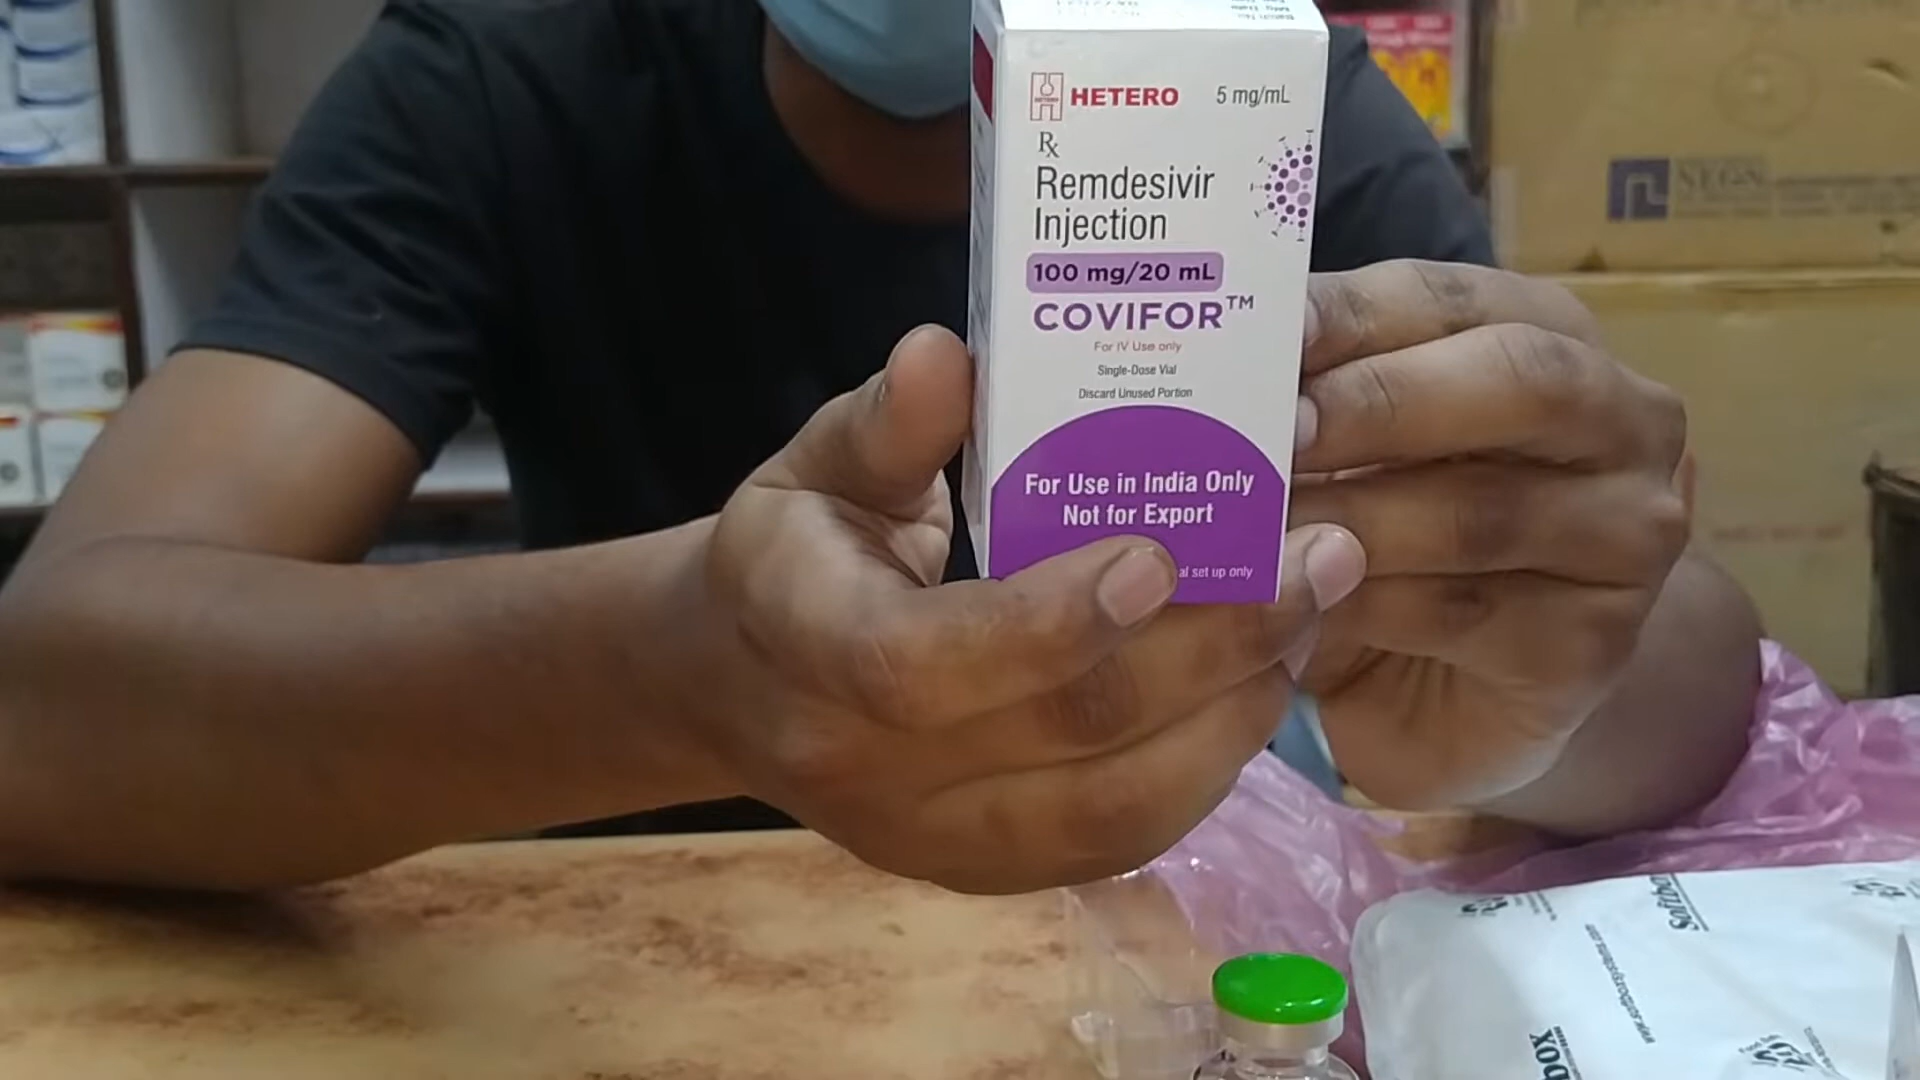 HETERO 5 mg/mL
Rx
Remdesivir
Injection
100 mg/20 mL
COVIFOR™
For IV Use only
Single-Dose Vial
Discard Unused Portion
For Use in India Only
Not for Export
al set up only